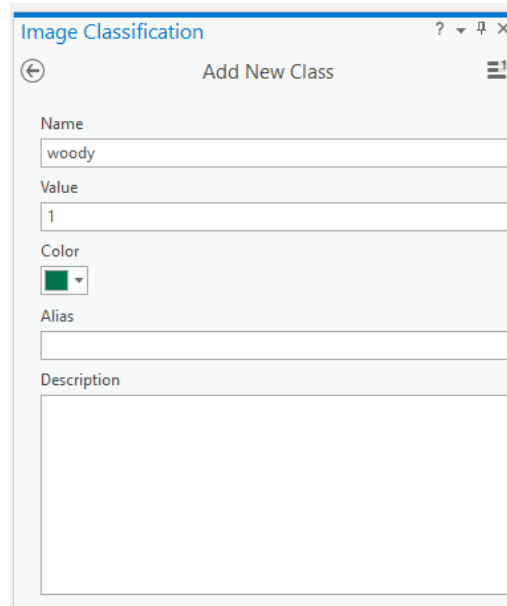 Image Classification
Add New Class
Name
woody
Value
1
Color
Alias
Description